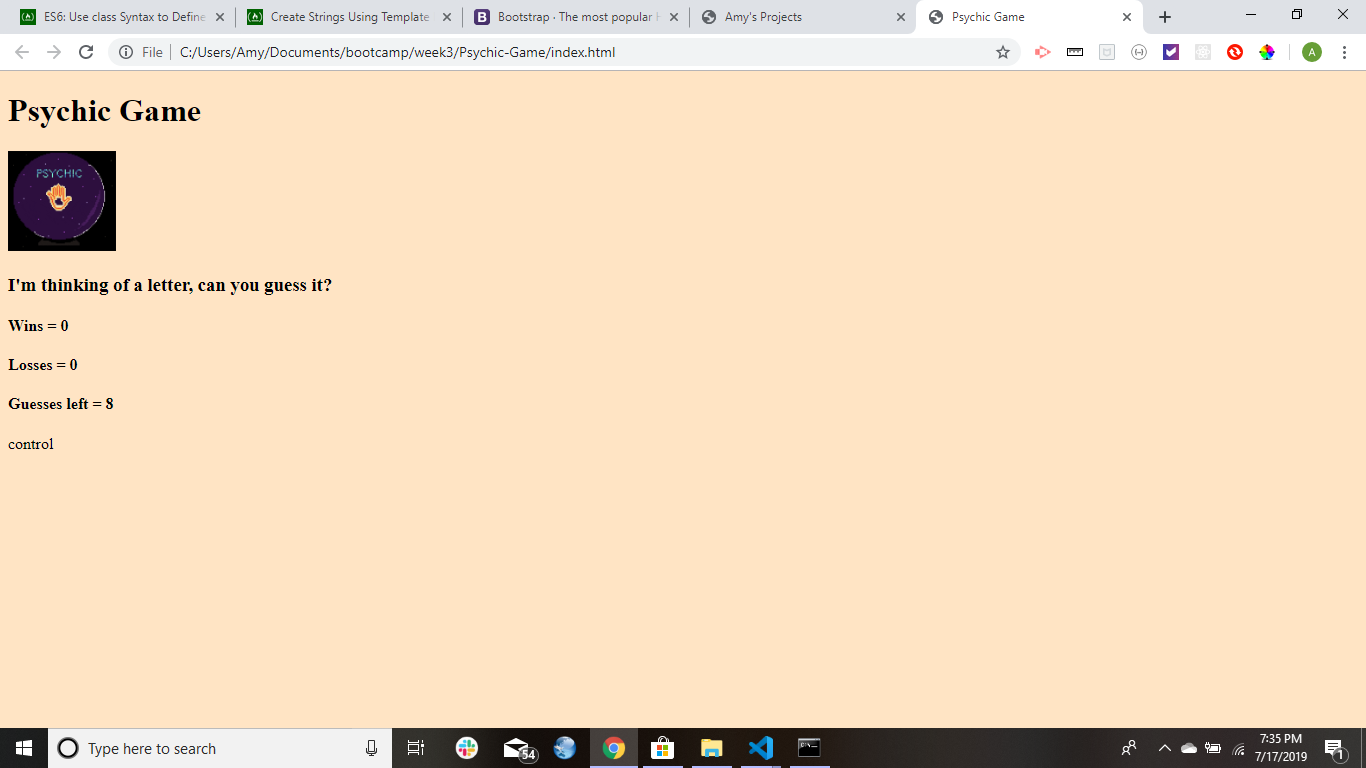 ES6: Use class Syntax to Define
Create Strings Using Template
Bootstrap · The most popular H
Amy's Projects
Psychic Game
File
C:/Users/Amy/Documents/bootcamp/week3/Psychic-Game/index.html
A
Psychic Game
PSYCHIC
I'm thinking of a letter, can you guess it?
Wins = 0
Losses = 0
Guesses left = 8
control
Type here to search
54
7:35 PM
7/17/2019
1